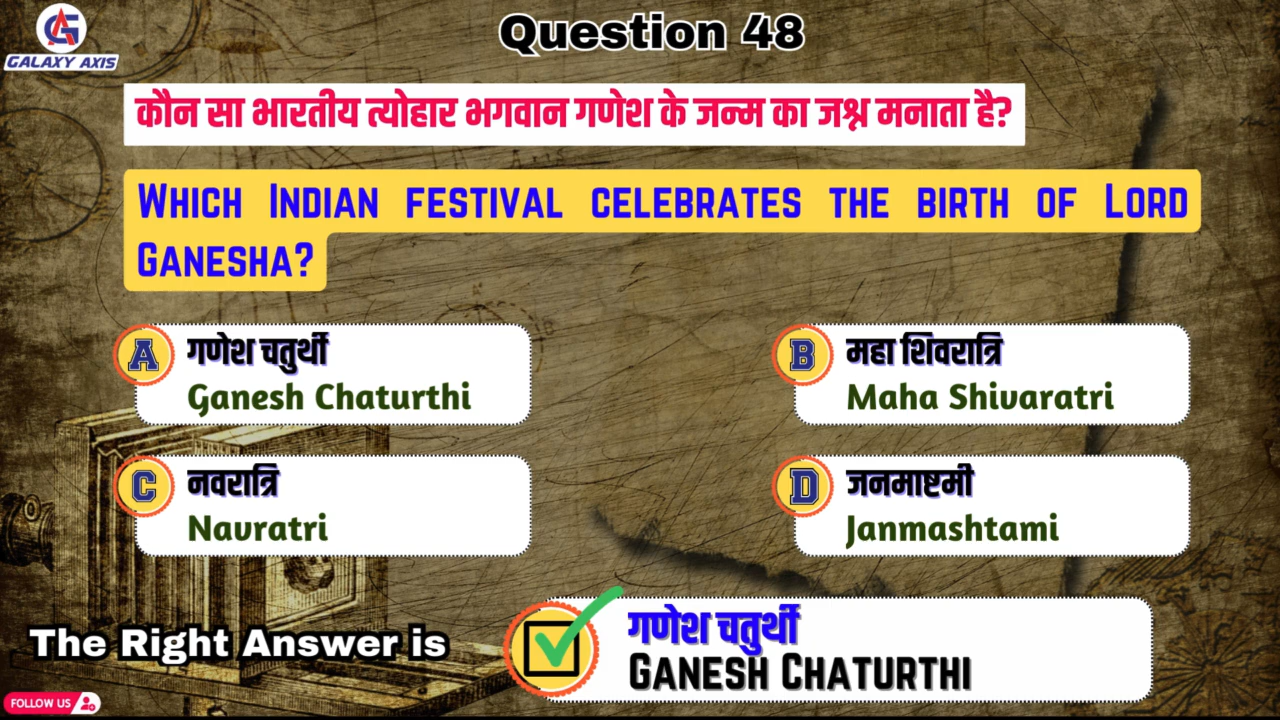 GALAXY AXIS
Question 48
कौन सा भारतीय त्योहार भगवान गणेश के जन्म का जश्न मनाता है?
WHICH INDIAN FESTIVAL CELEBRATES THE BIRTH OF LORD
GANESHA?
A गणेश चतुर्थी
Ganesh Chaturthi
B महा शिवरात्रि
Maha Shivaratri
C नवरात्रि
Navratri
D जनमाष्टमी
Janmashtami
The Right Answer is
गणेश चतुर्थी
GANESH CHATURTHI
FOLLOW US